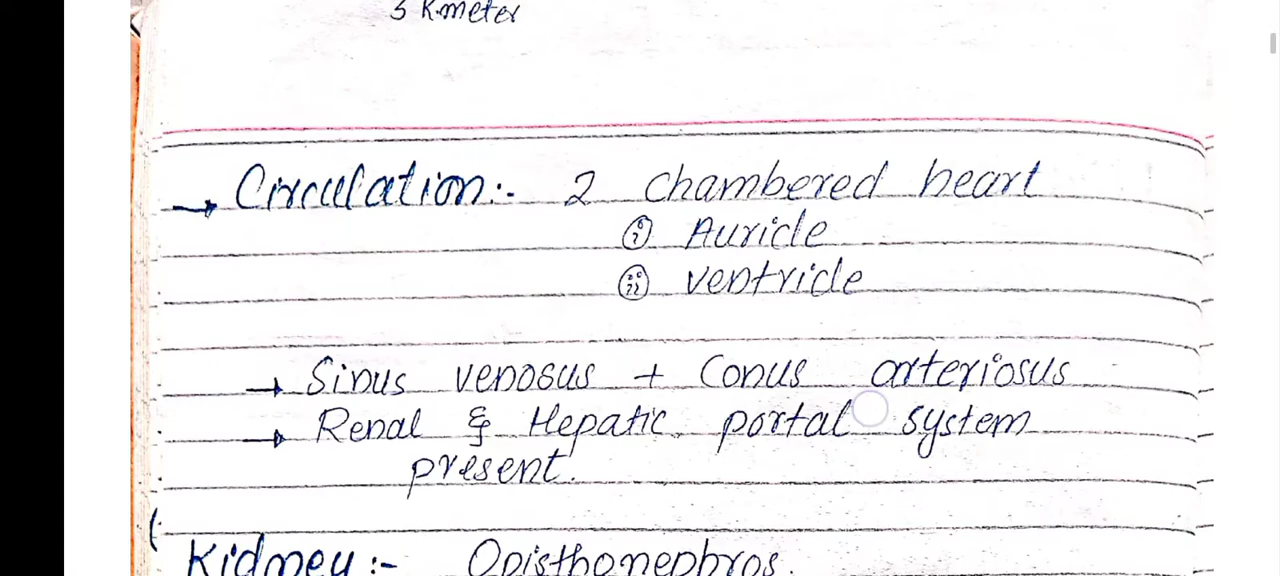 3 K.meter
→ Circulation:- 2 Chambered heart
(i) Auricle
(ii) ventricle
→ Sinus venosus + Conus arteriosus
→ Renal & Hepatic portal system
present.
Kidney:- Opisthonephros.